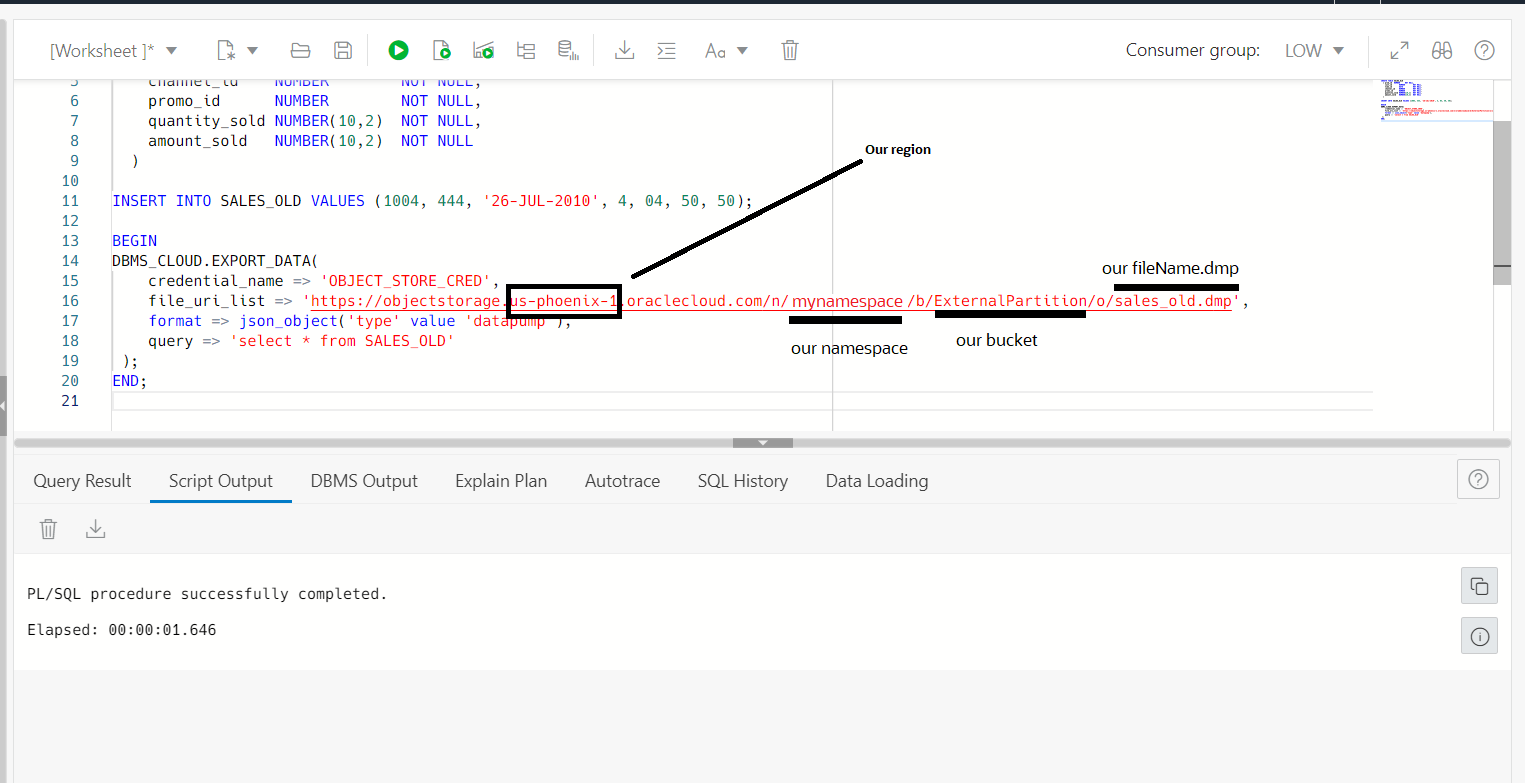 [Worksheet ]*
Aa
Consumer group: LOW
5 channel_id NUMBER NOT NULL,
6 promo_id NUMBER NOT NULL,
7 quantity_sold NUMBER(10,2) NOT NULL,
8 amount_sold NUMBER(10,2) NOT NULL
Our region
9 )
10
11 INSERT INTO SALES_OLD VALUES (1004, 444, '26-JUL-2010', 4, 04, 50, 50);
12
13 BEGIN
14 DBMS_CLOUD.EXPORT_DATA(
our fileName.dmp
15 credential_name => 'OBJECT_STORE_CRED',
16 file_uri_list => 'https://objectstorage.us-phoenix-1.oraclecloud.com/n/ mynamespace /b/ExternalPartition/o/sales_old.dmp',
17 format => json_object('type' value 'datapump'),
18 query => 'select * from SALES_OLD'
our namespace
our bucket
19 );
20 END;
21
Query Result Script Output DBMS Output Explain Plan Autotrace SQL History Data Loading
PL/SQL procedure successfully completed.
Elapsed: 00:00:01.646